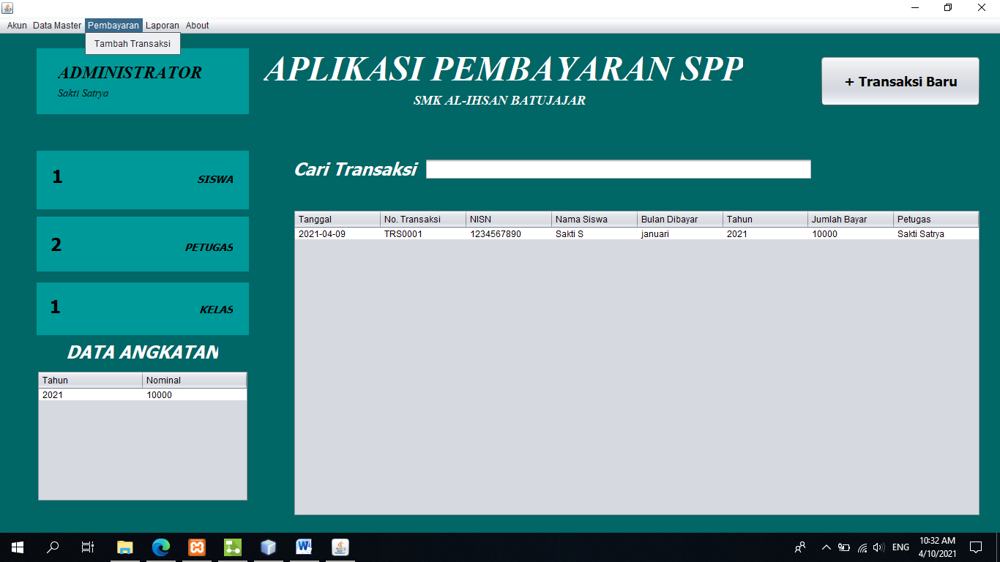 Akun Data Master Pembayaran Laporan About
Tambah Transaksi
ADMINISTRATOR
Sakti Satrya
APLIKASI PEMBAYARAN SPP
SMK AL-IHSAN BATUJAJAR
+ Transaksi Baru
1 SISWA
2 PETUGAS
1 KELAS
DATA ANGKATAN
Tahun Nominal
2021 10000
Cari Transaksi
Tanggal No. Transaksi NISN Nama Siswa Bulan Dibayar Tahun Jumlah Bayar Petugas
2021-04-09 TRS0001 1234567890 Sakti S januari 2021 10000 Sakti Satrya
ENG
10:32 AM
4/10/2021